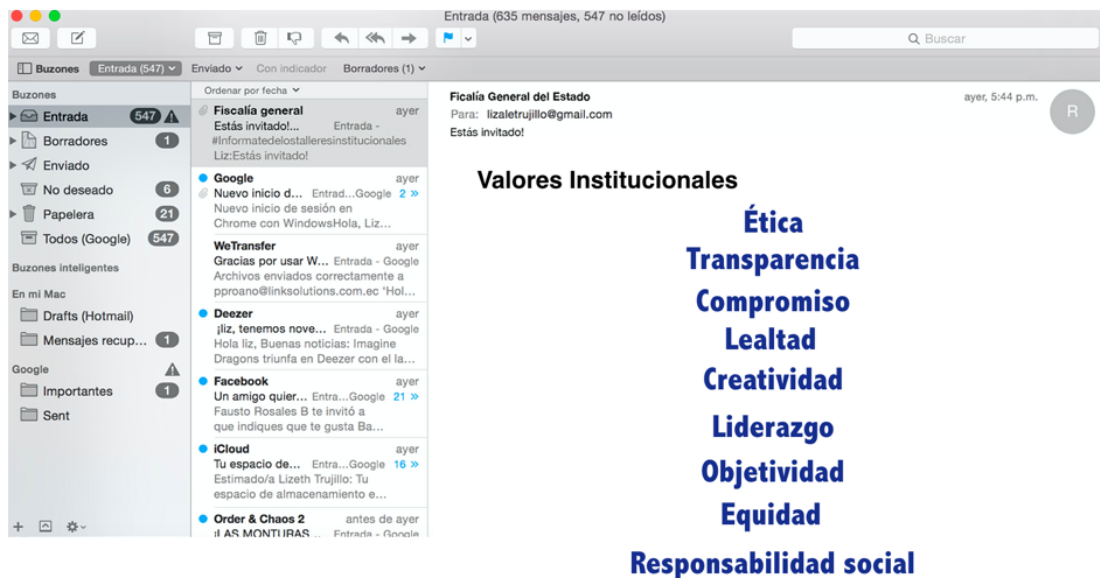 Entrada (635 mensajes, 547 no leídos)
Buscar
Buzones Entrada (547) Enviado Con indicador Borradores (1)
Buzones
Entrada 547
Borradores 1
Enviado
No deseado 6
Papelera 21
Todos (Google) 547
Buzones inteligentes
En mi Mac
Drafts (Hotmail)
Mensajes recup... 1
Google
Importantes 1
Sent
Ordenar por fecha
Fiscalía general ayer
Estás invitado!... Entrada -
#Informatedelostalleresinstitucionales
Liz:Estás invitado!
Google ayer
Nuevo inicio d... Entrad...Google 2 »
Nuevo inicio de sesión en
Chrome con WindowsHola, Liz...
WeTransfer ayer
Gracias por usar W... Entrada - Google
Archivos enviados correctamente a
pproano@linksolutions.com.ec 'Hol...
Deezer ayer
¡liz, tenemos nove... Entrada - Google
Hola liz, Buenas noticias: Imagine
Dragons triunfa en Deezer con el la...
Facebook ayer
Un amigo quier... Entra...Google 21 »
Fausto Rosales B te invitó a
que indiques que te gusta Ba...
iCloud ayer
Tu espacio de... Entra...Google 16 »
Estimado/a Lizeth Trujillo: Tu
espacio de almacenamiento e...
Order & Chaos 2 antes de ayer
¡LAS MONTURAS ... Entrada - Google
Ficalía General del Estado ayer, 5:44 p.m.
R
Para: lizaletrujillo@gmail.com
Estás invitado!
Valores Institucionales
Ética
Transparencia
Compromiso
Lealtad
Creatividad
Liderazgo
Objetividad
Equidad
Responsabilidad social